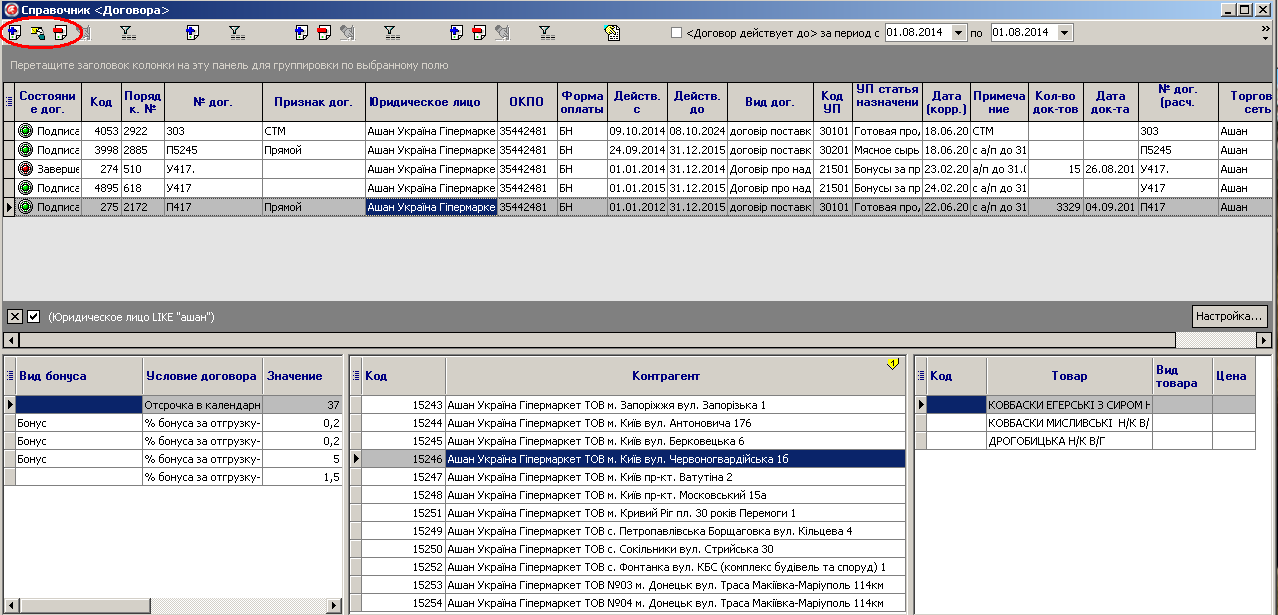 Справочник <Договора>
<Договор действует до> за период с 01.08.2014 по 01.08.2014
Перетащите заголовок колонки на эту панель для группировки по выбранному полю
Состояни е дог. Код Поряд к. № № дог. Признак дог. Юридическое лицо ОКПО Форма оплаты Действ. с Действ. до Вид дог. Код УП УП статья назначени Дата (корр.) Примеча ние Кол-во док-тов Дата док-та № дог. (расч. Торгов сеть
Подписа 4053 2922 303 СТМ Ашан Україна Гіпермарке 35442481 БН 09.10.2014 08.10.2024 договір поставк 30101 Готовая про, 18.06.20 СТМ 303 Ашан
Подписа 3998 2885 П5245 Прямой Ашан Україна Гіпермарке 35442481 БН 24.09.2014 31.12.2015 договір поставк 30201 Мясное сырь 18.06.20 с а/п до 31 П5245 Ашан
Заверше 274 510 У417. Ашан Україна Гіпермарке 35442481 БН 01.01.2014 31.12.2014 Договір про над 21501 Бонусы за пр 23.02.20 а/п до 31.0 15 26.08.201 У417. Ашан
Подписа 4895 618 У417 Ашан Україна Гіпермарке 35442481 БН 01.01.2015 31.12.2015 Договір про над 21501 Бонусы за пр 24.02.20 с а/п до 31 У417 Ашан
Подписа 275 2172 П417 Прямой Ашан Україна Гіпермарке 35442481 БН 01.01.2012 31.12.2015 договір поставк 30101 Готовая про, 22.06.20 с а/п до 31 3329 04.09.201 П417 Ашан
(Юридическое лицо LIKE "ашан") Настройка...
Вид бонуса Условие договора Значение
Отсрочка в календарн 37
Бонус % бонуса за отгрузку- 0,2
Бонус % бонуса за отгрузку- 0,2
Бонус % бонуса за отгрузку- 5
% бонуса за отгрузку- 1,5
Код Контрагент 1
15243 Ашан Україна Гіпермаркет ТОВ м. Запоріжжя вул. Запорізька 1
15244 Ашан Україна Гіпермаркет ТОВ м. Київ вул. Антоновича 176
15245 Ашан Україна Гіпермаркет ТОВ м. Київ вул. Берковецька 6
15246 Ашан Україна Гіпермаркет ТОВ м. Київ вул. Червоногвардійська 1б
15247 Ашан Україна Гіпермаркет ТОВ м. Київ пр-кт. Ватутіна 2
15248 Ашан Україна Гіпермаркет ТОВ м. Київ пр-кт. Московський 15а
15251 Ашан Україна Гіпермаркет ТОВ м. Кривий Ріг пл. 30 років Перемоги 1
15249 Ашан Україна Гіпермаркет ТОВ с. Петропавлівська Борщаговка вул. Кільцева 4
15250 Ашан Україна Гіпермаркет ТОВ с. Сокільники вул. Стрийська 30
15252 Ашан Україна Гіпермаркет ТОВ с. Фонтанка вул. КБС (комплекс будівель та споруд) 1
15253 Ашан Україна Гіпермаркет ТОВ №03 м. Донецьк вул. Траса Макіївка-Маріуполь 114км
15254 Ашан Україна Гіпермаркет ТОВ №04 м. Донецьк вул. Траса Макіївка-Маріуполь 114км
Код Товар Вид товара Цена
КОВБАСКИ ЕГЕРСЬКІ З СИРОМ Н
КОВБАСКИ МИСЛИВСЬКІ Н/К В/
ДРОГОБИЦЬКА Н/К В/Г